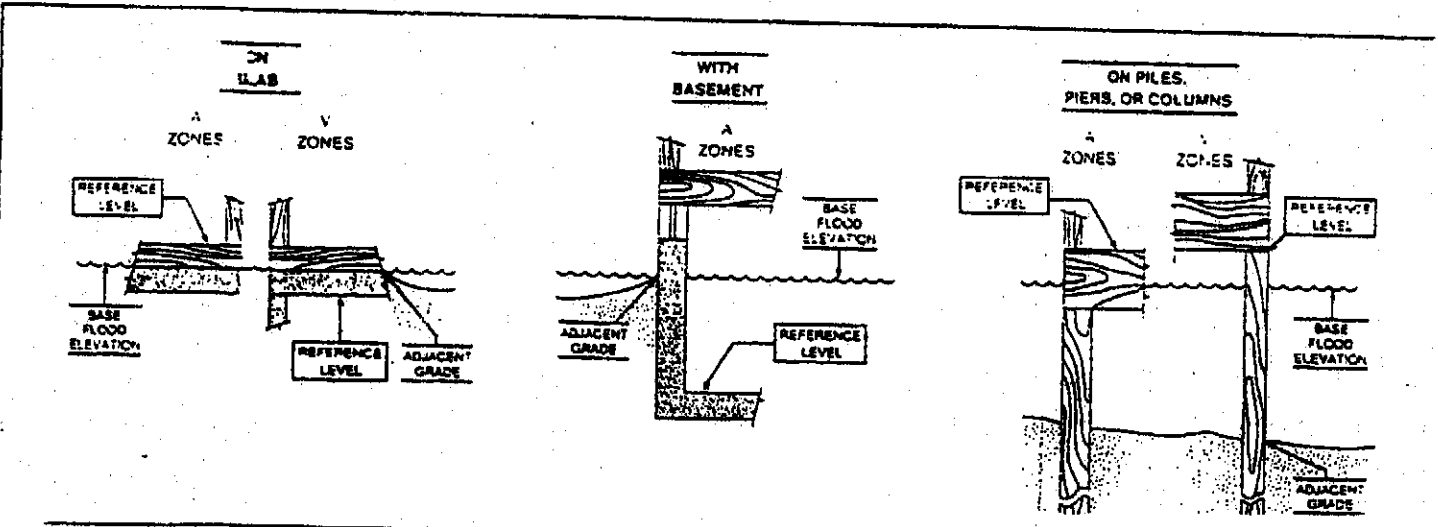 ON
SLAB
A
ZONES
V
ZONES
REFERENCE
LEVEL
BASE
FLOOD
ELEVATION
REFERENCE
LEVEL
ADJACENT
GRADE
WITH
BASEMENT
A
ZONES
BASE
FLOOD
ELEVATION
ADJACENT
GRADE
REFERENCE
LEVEL
ON PILES,
PIERS, OR COLUMNS
A
ZONES
V
ZONES
REFERENCE
LEVEL
REFERENCE
LEVEL
BASE
FLOOD
ELEVATION
ADJACENT
GRADE